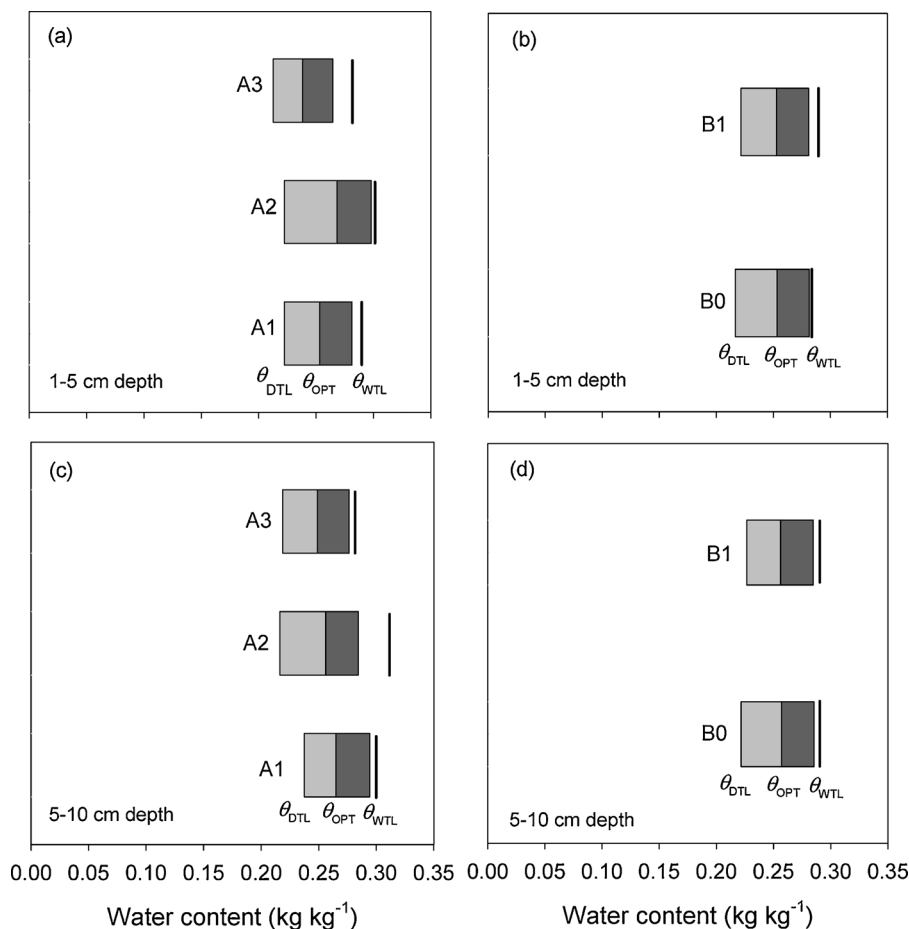 (a)
A3
A2
A1
θDTL θOPT θWTL
1-5 cm depth
(b)
B1
B0
θDTL θOPT θWTL
1-5 cm depth
(c)
A3
A2
A1
θDTL θOPT θWTL
5-10 cm depth
0.00 0.05 0.10 0.15 0.20 0.25 0.30 0.35
Water content (kg kg⁻¹)
(d)
B1
B0
θDTL θOPT θWTL
5-10 cm depth
0.00 0.05 0.10 0.15 0.20 0.25 0.30 0.35
Water content (kg kg⁻¹)